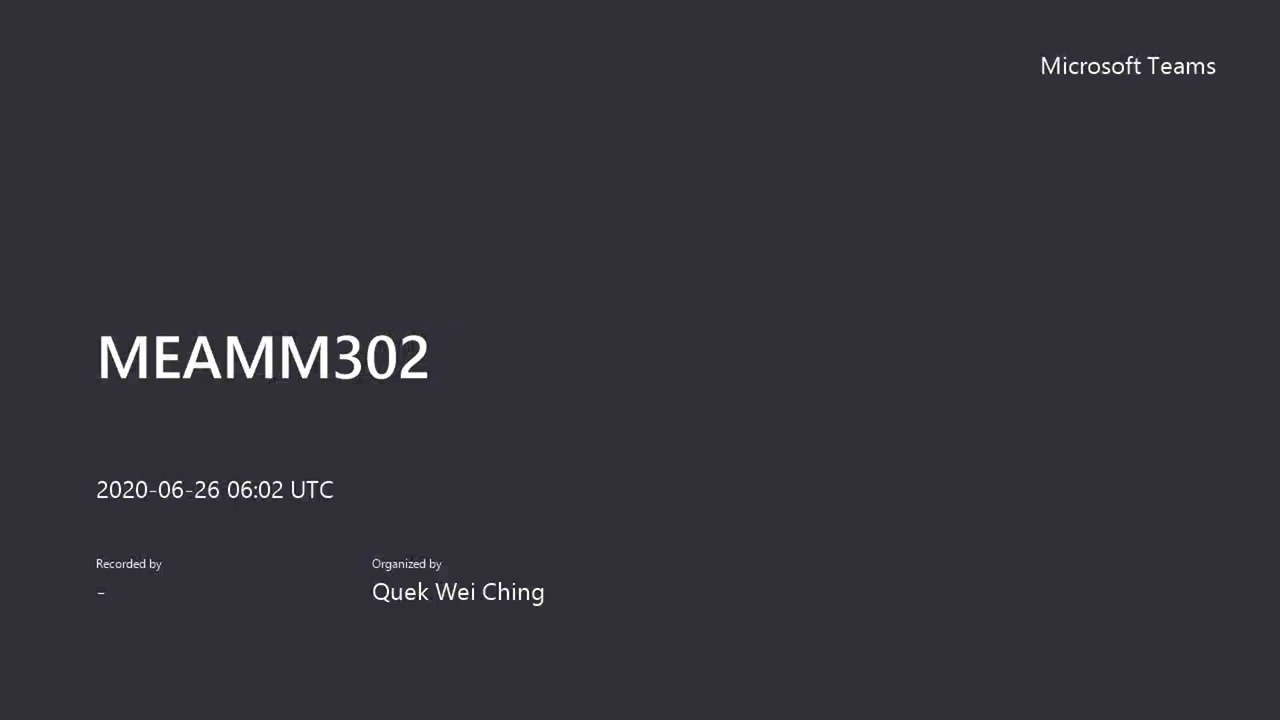 Microsoft Teams
MEAMM302
2020-06-26 06:02 UTC
Recorded by
-
Organized by
Quek Wei Ching